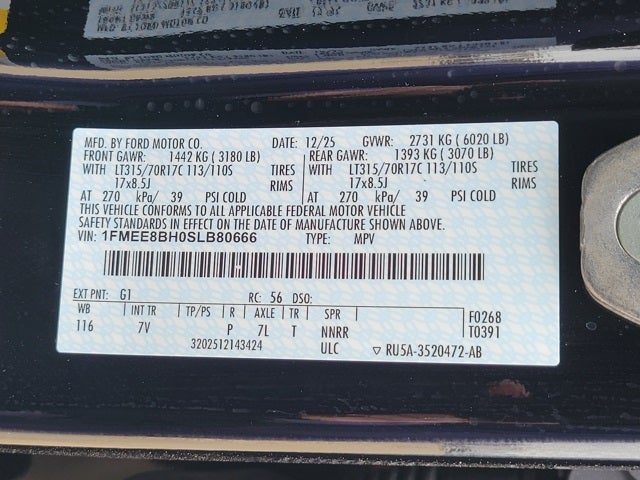 MFD. BY FORD MOTOR CO. DATE: 12/25 GVWR: 2731 KG ( 6020 LB)
FRONT GAWR: 1442 KG ( 3180 LB) REAR GAWR: 1393 KG ( 3070 LB)
WITH LT315/70R17C 113/110S TIRES WITH LT315/70R17C 113/110S TIRES
17x8.5J RIMS 17x8.5J RIMS
AT 270 kPa/ 39 PSI COLD AT 270 kPa/ 39 PSI COLD
THIS VEHICLE CONFORMS TO ALL APPLICABLE FEDERAL MOTOR VEHICLE
SAFETY STANDARDS IN EFFECT ON THE DATE OF MANUFACTURE SHOWN ABOVE.
VIN: 1FMEE8BH0SLB80666 TYPE: MPV
EXT PNT: G1 RC: 56 DSO:
WB INT TR TP/PS R AXLE TR SPR F0268
116 7V P 7L T NNRR T0391
3202512143424 ULC ▽ RU5A-3520472-AB